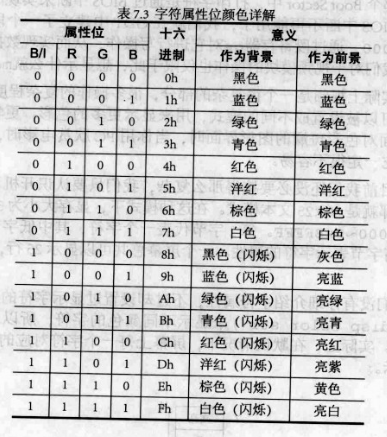 表 7.3 字符属性位颜色详解
属性位 十六 意义
B/I R G B 进制 作为背景 作为前景
0 0 0 0 0h 黑色 黑色
0 0 0 1 1h 蓝色 蓝色
0 0 1 0 2h 绿色 绿色
0 0 1 1 3h 青色 青色
0 1 0 0 4h 红色 红色
0 1 0 1 5h 洋红 洋红
0 1 1 0 6h 棕色 棕色
0 1 1 1 7h 白色 白色
1 0 0 0 8h 黑色（闪烁） 灰色
1 0 0 1 9h 蓝色（闪烁） 亮蓝
1 0 1 0 Ah 绿色（闪烁） 亮绿
1 0 1 1 Bh 青色（闪烁） 亮青
1 1 0 0 Ch 红色（闪烁） 亮红
1 1 0 1 Dh 洋红（闪烁） 亮紫
1 1 1 0 Eh 棕色（闪烁） 黄色
1 1 1 1 Fh 白色（闪烁） 亮白